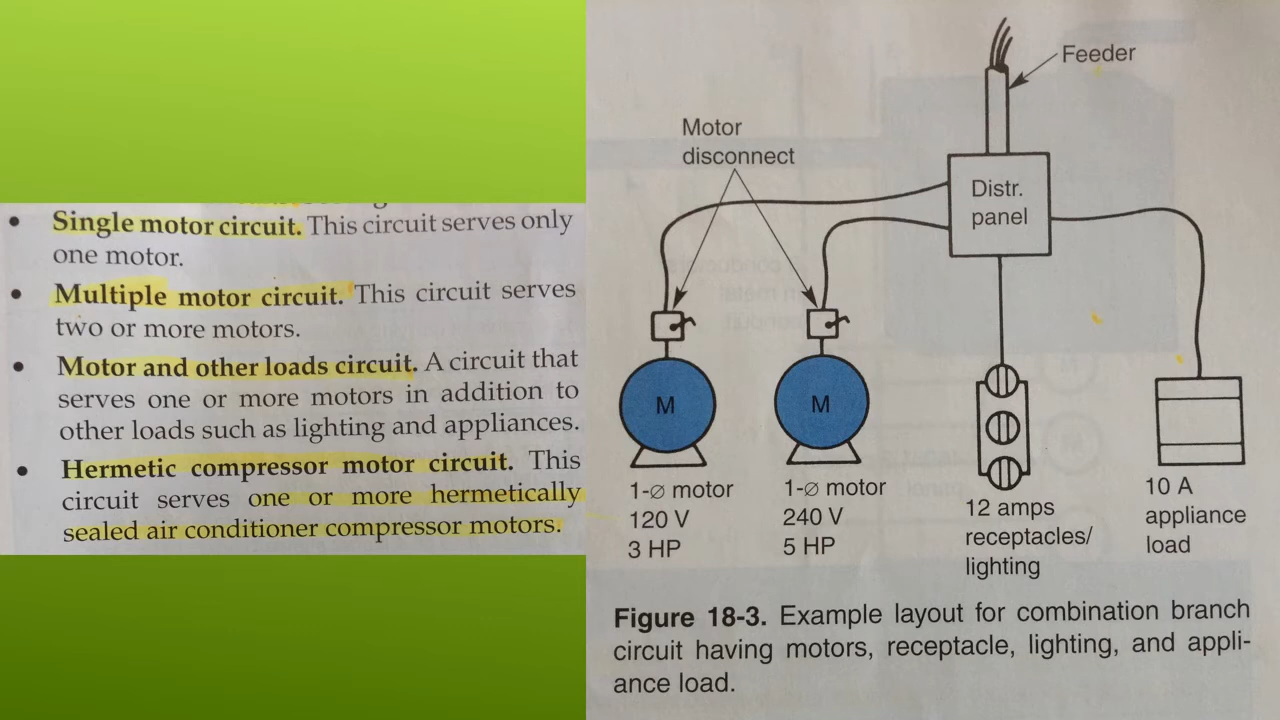 • Single motor circuit. This circuit serves only
one motor.
• Multiple motor circuit. This circuit serves
two or more motors.
• Motor and other loads circuit. A circuit that
serves one or more motors in addition to
other loads such as lighting and appliances.
• Hermetic compressor motor circuit. This
circuit serves one or more hermetically
sealed air conditioner compressor motors.
Feeder
Motor
disconnect
Distr.
panel
M
M
1-⌀ motor
120 V
3 HP
1-⌀ motor
240 V
5 HP
12 amps
receptacles/
lighting
10 A
appliance
load
Figure 18-3. Example layout for combination branch
circuit having motors, receptacle, lighting, and appli-
ance load.